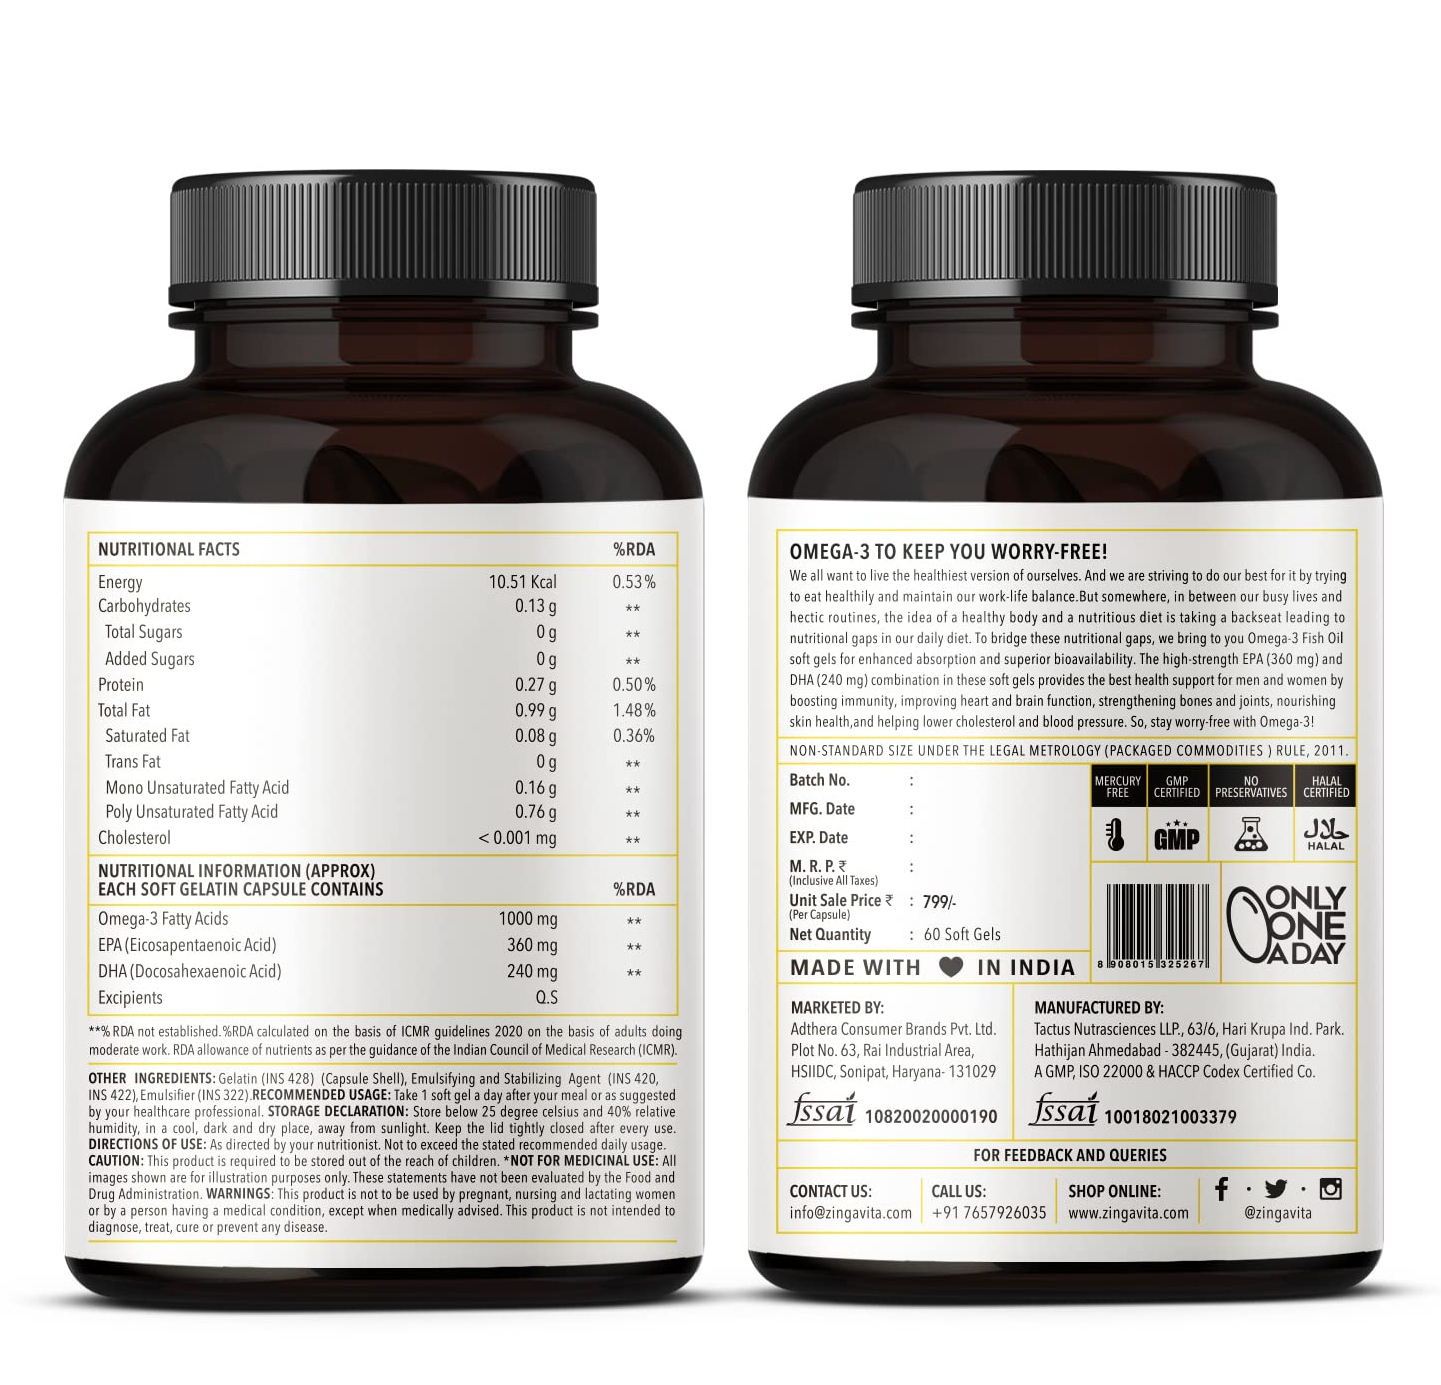 NUTRITIONAL FACTS %RDA
Energy 10.51 Kcal 0.53%
Carbohydrates 0.13 g **
Total Sugars 0 g **
Added Sugars 0 g **
Protein 0.27 g 0.50%
Total Fat 0.99 g 1.48%
Saturated Fat 0.08 g 0.36%
Trans Fat 0 g **
Mono Unsaturated Fatty Acid 0.16 g **
Poly Unsaturated Fatty Acid 0.76 g **
Cholesterol < 0.001 mg **
NUTRITIONAL INFORMATION (APPROX)
EACH SOFT GELATIN CAPSULE CONTAINS %RDA
Omega-3 Fatty Acids 1000 mg **
EPA (Eicosapentaenoic Acid) 360 mg **
DHA (Docosahexaenoic Acid) 240 mg **
Excipients Q.S
**% RDA not established.%RDA calculated on the basis of ICMR guidelines 2020 on the basis of adults doing
moderate work. RDA allowance of nutrients as per the guidance of the Indian Council of Medical Research (ICMR).
OTHER INGREDIENTS: Gelatin (INS 428) (Capsule Shell), Emulsifying and Stabilizing Agent (INS 420,
INS 422), Emulsifier (INS 322).RECOMMENDED USAGE: Take 1 soft gel a day after your meal or as suggested
by your healthcare professional. STORAGE DECLARATION: Store below 25 degree celsius and 40% relative
humidity, in a cool, dark and dry place, away from sunlight. Keep the lid tightly closed after every use.
DIRECTIONS OF USE: As directed by your nutritionist. Not to exceed the stated recommended daily usage.
CAUTION: This product is required to be stored out of the reach of children. *NOT FOR MEDICINAL USE: All
images shown are for illustration purposes only. These statements have not been evaluated by the Food and
Drug Administration. WARNINGS: This product is not to be used by pregnant, nursing and lactating women
or by a person having a medical condition, except when medically advised. This product is not intended to
diagnose, treat, cure or prevent any disease.
OMEGA-3 TO KEEP YOU WORRY-FREE!
We all want to live the healthiest version of ourselves. And we are striving to do our best for it by trying
to eat healthily and maintain our work-life balance.But somewhere, in between our busy lives and
hectic routines, the idea of a healthy body and a nutritious diet is taking a backseat leading to
nutritional gaps in our daily diet. To bridge these nutritional gaps, we bring to you Omega-3 Fish Oil
soft gels for enhanced absorption and superior bioavailability. The high-strength EPA (360 mg) and
DHA (240 mg) combination in these soft gels provides the best health support for men and women by
boosting immunity, improving heart and brain function, strengthening bones and joints, nourishing
skin health,and helping lower cholesterol and blood pressure. So, stay worry-free with Omega-3!
NON-STANDARD SIZE UNDER THE LEGAL METROLOGY (PACKAGED COMMODITIES ) RULE, 2011.
Batch No. :
MFG. Date :
EXP. Date :
M. R. P. ₹ :
(Inclusive All Taxes)
Unit Sale Price ₹ : 799/-
(Per Capsule)
Net Quantity : 60 Soft Gels
MADE WITH ♥ IN INDIA
MERCURY FREE
GMP CERTIFIED
NO PRESERVATIVES
HALAL CERTIFIED
GMP
حلال
HALAL
8 908015 325267
ONLY
ONE
A DAY
MARKETED BY:
Adthera Consumer Brands Pvt. Ltd.
Plot No. 63, Rai Industrial Area,
HSIIDC, Sonipat, Haryana- 131029
fssai 10820020000190
MANUFACTURED BY:
Tactus Nutrasciences LLP., 63/6, Hari Krupa Ind. Park.
Hathijan Ahmedabad - 382445, (Gujarat) India.
A GMP, ISO 22000 & HACCP Codex Certified Co.
fssai 10018021003379
FOR FEEDBACK AND QUERIES
CONTACT US:
info@zingavita.com
CALL US:
+91 7657926035
SHOP ONLINE:
www.zingavita.com
@zingavita